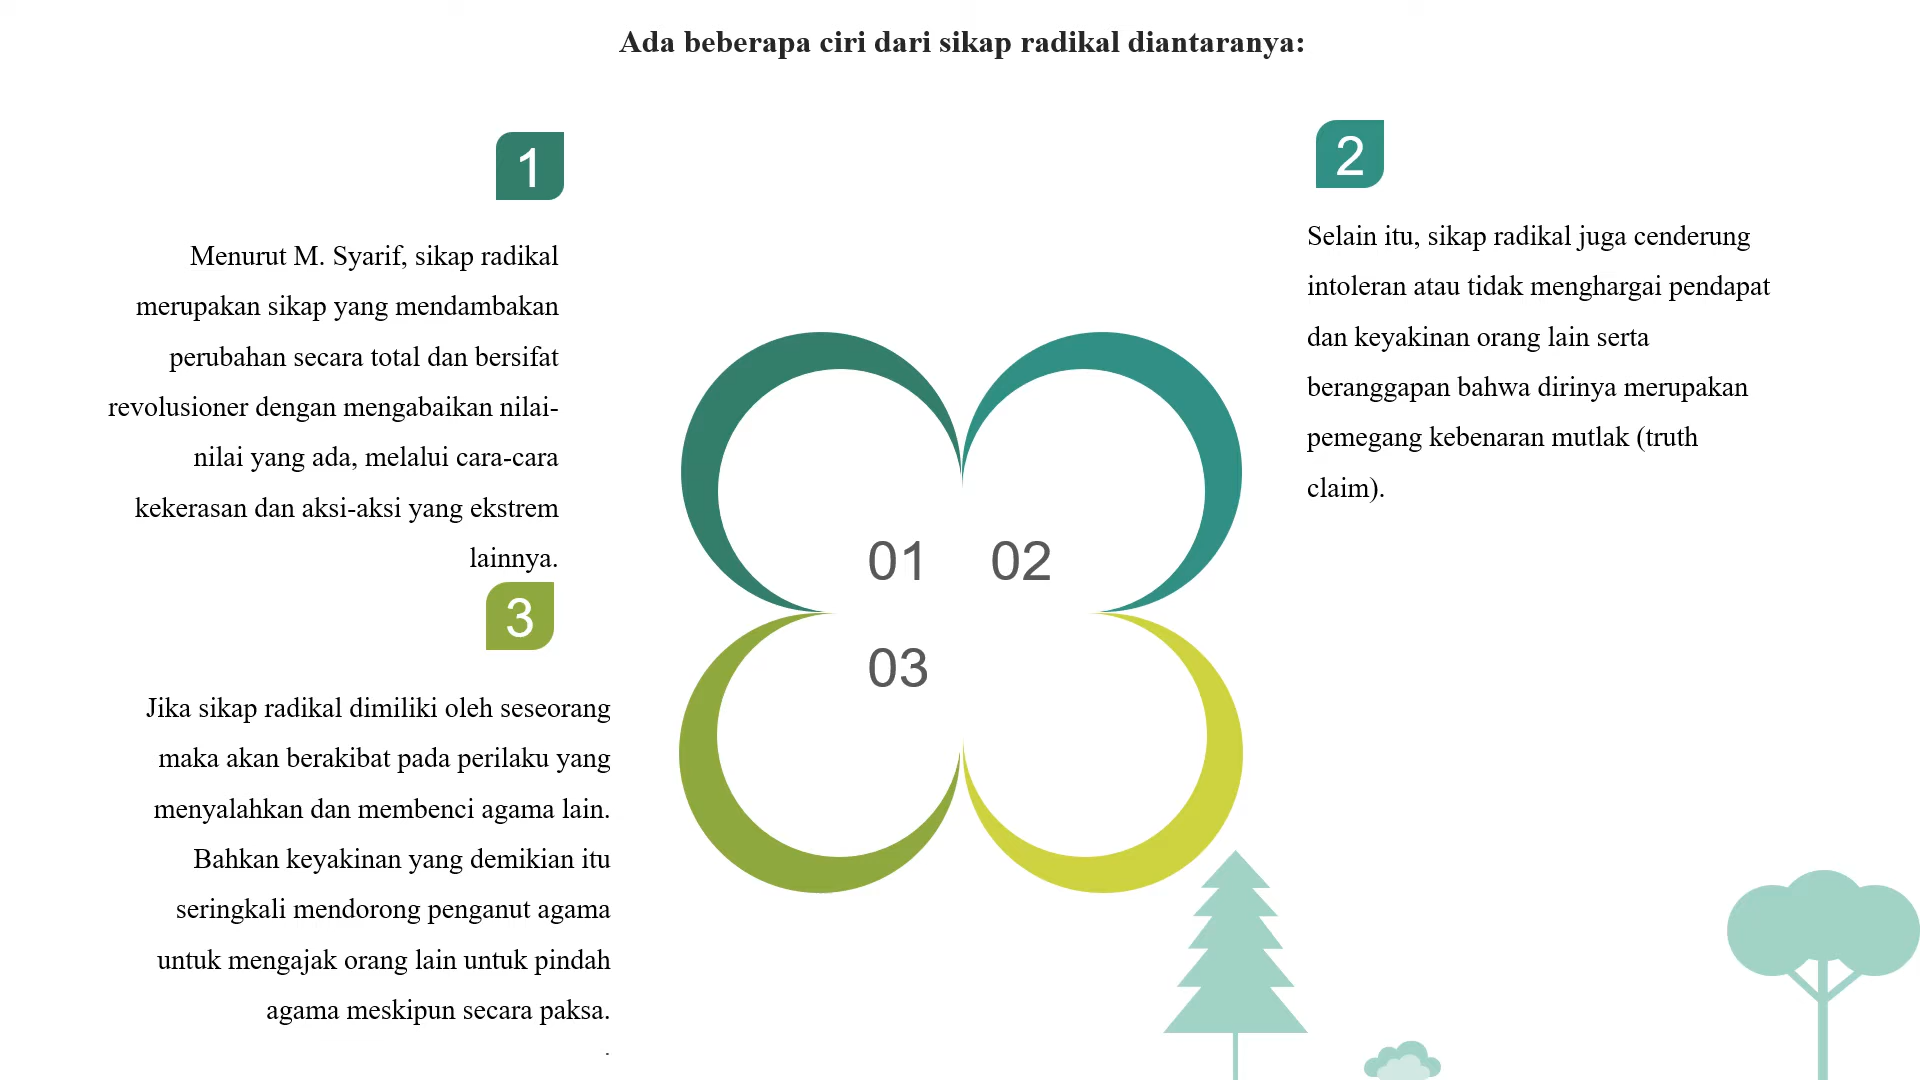 Ada beberapa ciri dari sikap radikal diantaranya:
1
Menurut M. Syarif, sikap radikal
merupakan sikap yang mendambakan
perubahan secara total dan bersifat
revolusioner dengan mengabaikan nilai-
nilai yang ada, melalui cara-cara
kekerasan dan aksi-aksi yang ekstrem
lainnya.
2
Selain itu, sikap radikal juga cenderung
intoleran atau tidak menghargai pendapat
dan keyakinan orang lain serta
beranggapan bahwa dirinya merupakan
pemegang kebenaran mutlak (truth
claim).
3
Jika sikap radikal dimiliki oleh seseorang
maka akan berakibat pada perilaku yang
menyalahkan dan membenci agama lain.
Bahkan keyakinan yang demikian itu
seringkali mendorong penganut agama
untuk mengajak orang lain untuk pindah
agama meskipun secara paksa.
.
01 02
03